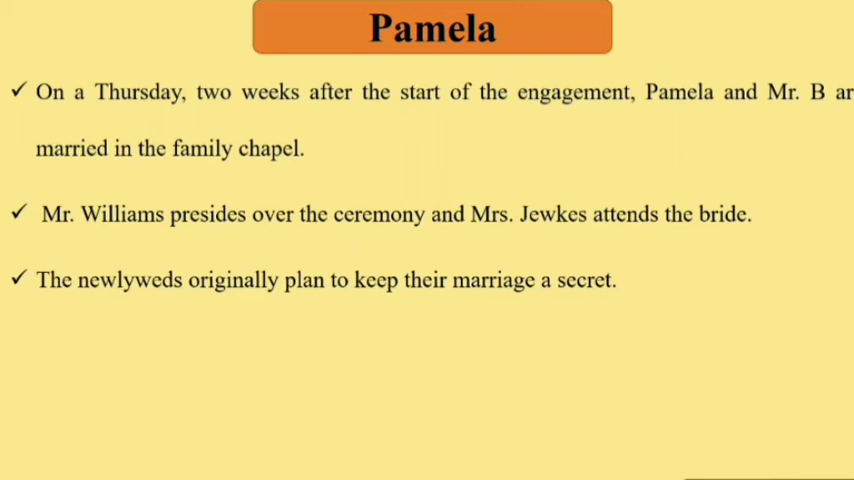 Pamela
✓ On a Thursday, two weeks after the start of the engagement, Pamela and Mr. B ar
married in the family chapel.
✓ Mr. Williams presides over the ceremony and Mrs. Jewkes attends the bride.
✓ The newlyweds originally plan to keep their marriage a secret.